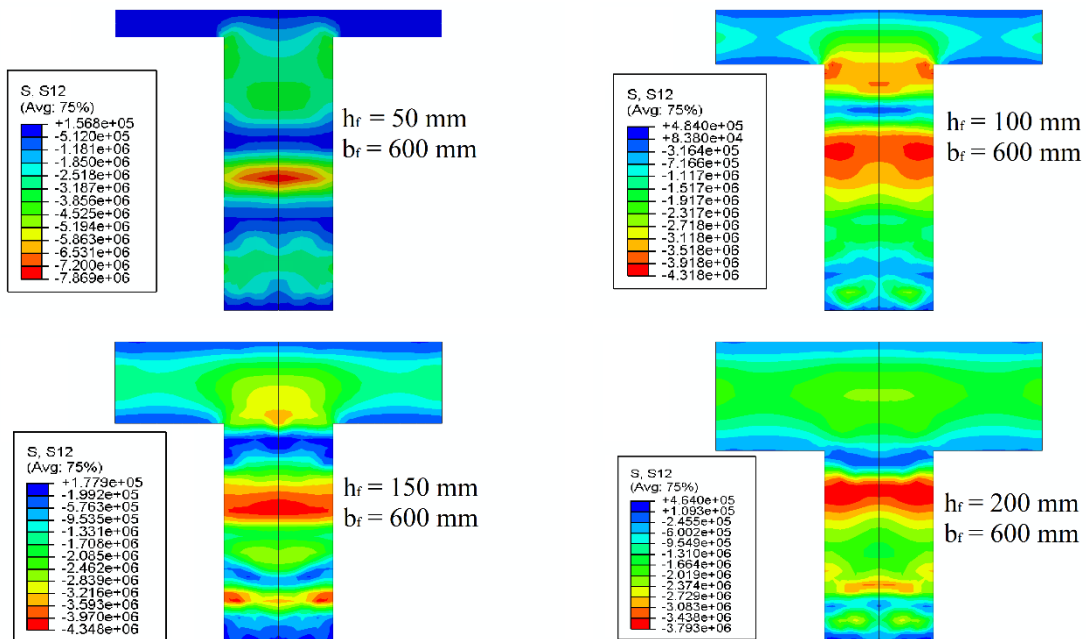 S. S12
(Avg: 75%)
+1.568e+05
-5.120e+05
-1.181e+06
-1.850e+06
-2.518e+06
-3.187e+06
-3.856e+06
-4.525e+06
-5.194e+06
-5.863e+06
-6.531e+06
-7.200e+06
-7.869e+06
hf = 50 mm
bf = 600 mm
S, S12
(Avg: 75%)
+4.840e+05
+8.380e+04
-3.164e+05
-7.166e+05
-1.117e+06
-1.517e+06
-1.917e+06
-2.317e+06
-2.718e+06
-3.118e+06
-3.518e+06
-3.918e+06
-4.318e+06
hf = 100 mm
bf = 600 mm
S, S12
(Avg: 75%)
+1.779e+05
-1.992e+05
-5.763e+05
-9.535e+05
-1.331e+06
-1.708e+06
-2.085e+06
-2.462e+06
-2.839e+06
-3.216e+06
-3.593e+06
-3.970e+06
-4.348e+06
hf = 150 mm
bf = 600 mm
S, S12
(Avg: 75%)
+4.640e+05
+1.093e+05
-2.455e+05
-6.002e+05
-9.549e+05
-1.310e+06
-1.664e+06
-2.019e+06
-2.374e+06
-2.729e+06
-3.083e+06
-3.438e+06
-3.793e+06
hf = 200 mm
bf = 600 mm